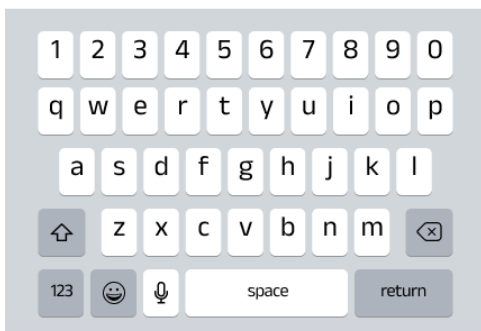 1 2 3 4 5 6 7 8 9 0
q w e r t y u i o p
a s d f g h j k l
z x c v b n m
123 space return